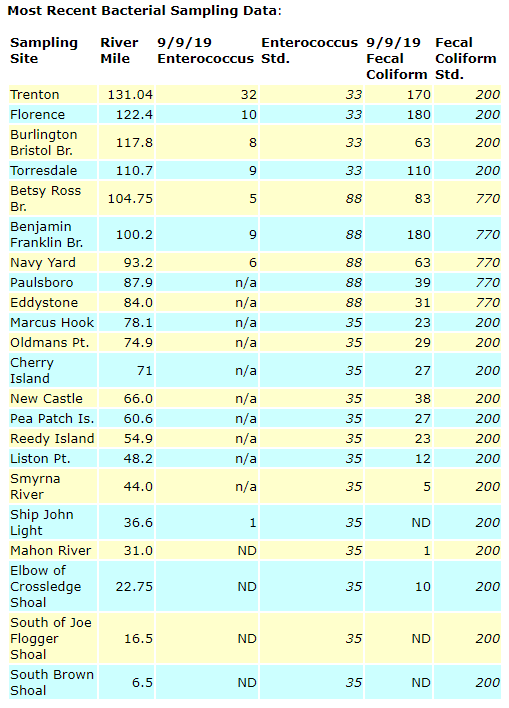 Most Recent Bacterial Sampling Data:
Sampling Site River Mile 9/9/19 Enterococcus Enterococcus Std. 9/9/19 Fecal Coliform Fecal Coliform Std.
Trenton 131.04 32 33 170 200
Florence 122.4 10 33 180 200
Burlington Bristol Br. 117.8 8 33 63 200
Torresdale 110.7 9 33 110 200
Betsy Ross Br. 104.75 5 88 83 770
Benjamin Franklin Br. 100.2 9 88 180 770
Navy Yard 93.2 6 88 63 770
Paulsboro 87.9 n/a 88 39 770
Eddystone 84.0 n/a 88 31 770
Marcus Hook 78.1 n/a 35 23 200
Oldmans Pt. 74.9 n/a 35 29 200
Cherry Island 71 n/a 35 27 200
New Castle 66.0 n/a 35 38 200
Pea Patch Is. 60.6 n/a 35 27 200
Reedy Island 54.9 n/a 35 23 200
Liston Pt. 48.2 n/a 35 12 200
Smyrna River 44.0 n/a 35 5 200
Ship John Light 36.6 1 35 ND 200
Mahon River 31.0 ND 35 1 200
Elbow of Crossledge Shoal 22.75 ND 35 10 200
South of Joe Flogger Shoal 16.5 ND 35 ND 200
South Brown Shoal 6.5 ND 35 ND 200